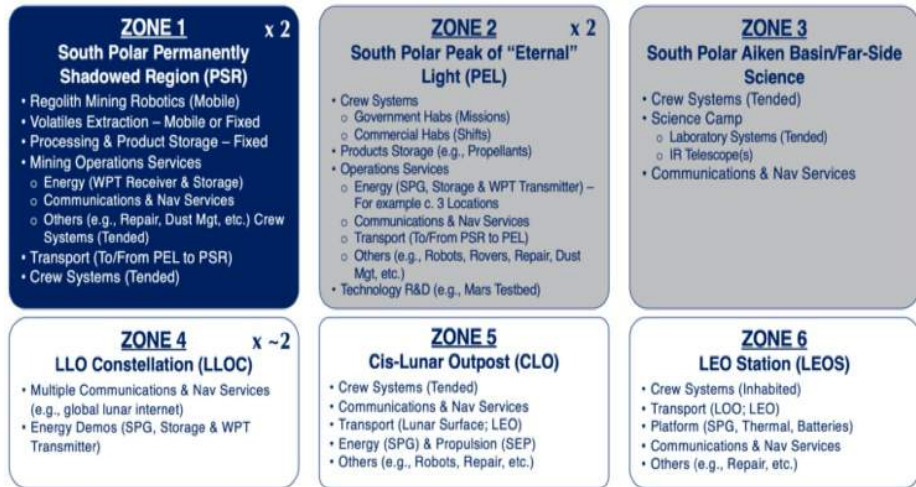 ZONE 1 x 2
South Polar Permanently
Shadowed Region (PSR)
• Regolith Mining Robotics (Mobile)
• Volatiles Extraction – Mobile or Fixed
• Processing & Product Storage – Fixed
• Mining Operations Services
o Energy (WPT Receiver & Storage)
o Communications & Nav Services
o Others (e.g., Repair, Dust Mgt, etc.) Crew
Systems (Tended)
• Transport (To/From PEL to PSR)
• Crew Systems (Tended)
ZONE 2 x 2
South Polar Peak of “Eternal”
Light (PEL)
• Crew Systems
o Government Habs (Missions)
o Commercial Habs (Shifts)
• Products Storage (e.g., Propellants)
• Operations Services
o Energy (SPG, Storage & WPT Transmitter) –
For example c. 3 Locations
o Communications & Nav Services
o Transport (To/From PSR to PEL)
o Others (e.g., Robots, Rovers, Repair, Dust
Mgt, etc.)
• Technology R&D (e.g., Mars Testbed)
ZONE 3
South Polar Aiken Basin/Far-Side
Science
• Crew Systems (Tended)
• Science Camp
o Laboratory Systems (Tended)
o IR Telescope(s)
• Communications & Nav Services
ZONE 4 x ~2
LLO Constellation (LLOC)
• Multiple Communications & Nav Services
(e.g., global lunar internet)
• Energy Demos (SPG, Storage & WPT
Transmitter)
ZONE 5
Cis-Lunar Outpost (CLO)
• Crew Systems (Tended)
• Communications & Nav Services
• Transport (Lunar Surface; LEO)
• Energy (SPG) & Propulsion (SEP)
• Others (e.g., Robots, Repair, etc.)
ZONE 6
LEO Station (LEOS)
• Crew Systems (Inhabited)
• Transport (LOO; LEO)
• Platform (SPG, Thermal, Batteries)
• Communications & Nav Services
• Others (e.g., Repair, etc.)